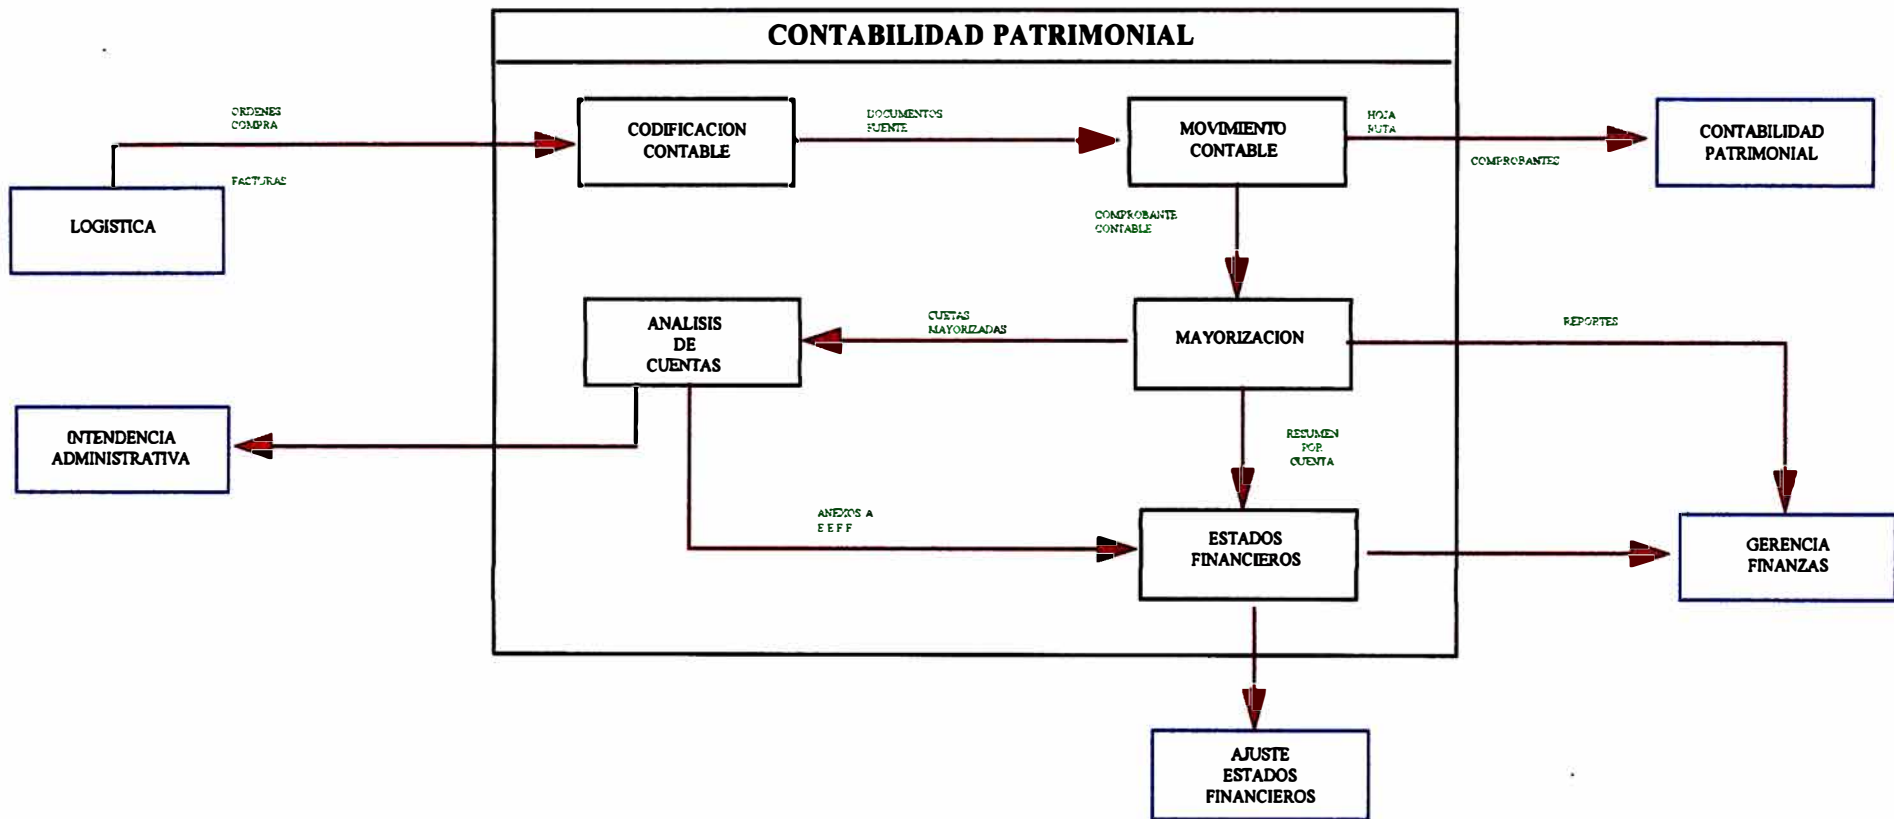 CONTABILIDAD PATRIMONIAL
ORDENES
COMPRA
FACTURAS
LOGISTICA
CODIFICACION
CONTABLE
DOCUMENTOS
FUENTE
MOVIMIENTO
CONTABLE
HOJA
RUTA
COMPROBANTES
CONTABILIDAD
PATRIMONIAL
COMPROBANTE
CONTABLE
ANALISIS
DE
CUENTAS
CUETAS
MAYORIZADAS
MAYORIZACION
REPORTES
INTENDENCIA
ADMINISTRATIVA
RESUMEN
POR
CUENTA
ANEXOS A
E E F F
ESTADOS
FINANCIEROS
GERENCIA
FINANZAS
AJUSTE
ESTADOS
FINANCIEROS